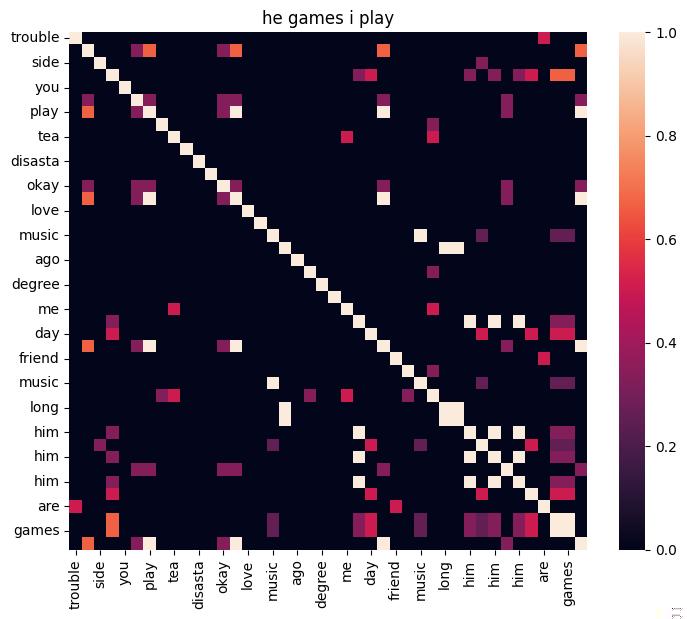 he games i play
trouble
side
you
play
tea
disasta
okay
love
music
ago
degree
me
day
friend
music
long
him
him
him
are
games
trouble
side
you
play
tea
disasta
okay
love
music
ago
degree
me
day
friend
music
long
him
him
him
are
games
1.0
0.8
0.6
0.4
0.2
0.0